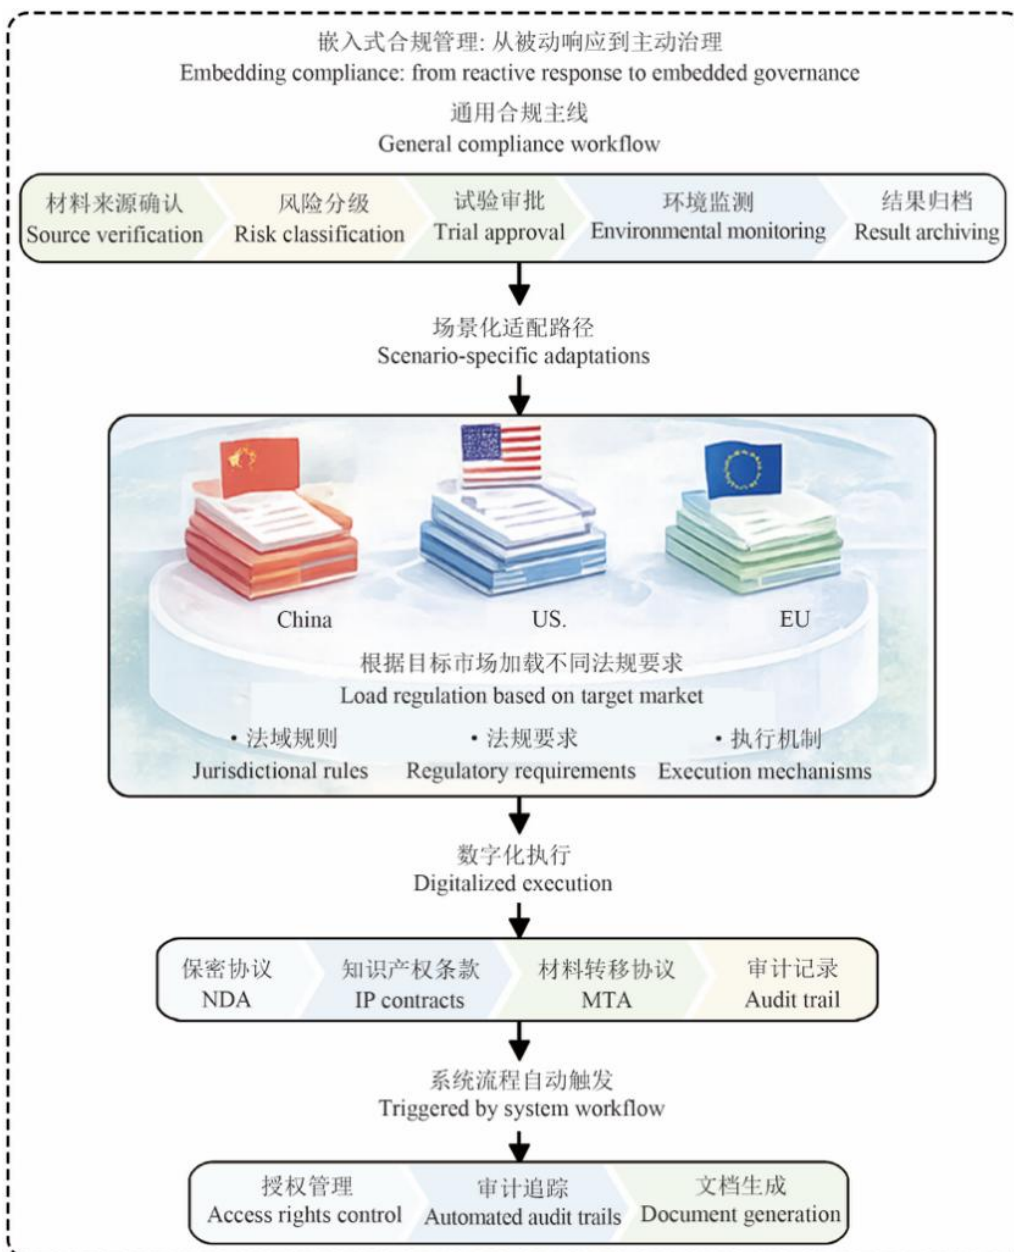 嵌入式合规管理: 从被动响应到主动治理
Embedding compliance: from reactive response to embedded governance
通用合规主线
General compliance workflow
材料来源确认
Source verification
风险分级
Risk classification
试验审批
Trial approval
环境监测
Environmental monitoring
结果归档
Result archiving
场景化适配路径
Scenario-specific adaptations
China
US.
EU
根据目标市场加载不同法规要求
Load regulation based on target market
・法域规则
Jurisdictional rules
・法规要求
Regulatory requirements
・执行机制
Execution mechanisms
数字化执行
Digitalized execution
保密协议
NDA
知识产权条款
IP contracts
材料转移协议
MTA
审计记录
Audit trail
系统流程自动触发
Triggered by system workflow
授权管理
Access rights control
审计追踪
Automated audit trails
文档生成
Document generation